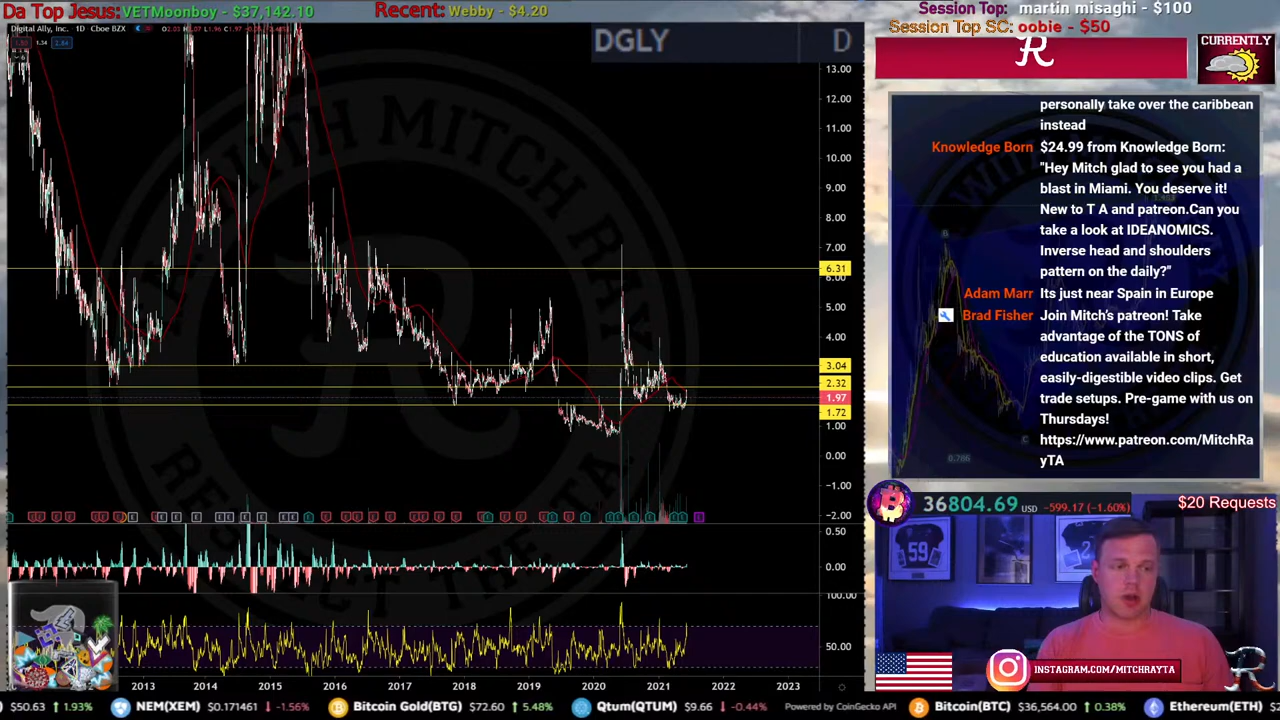 Da Top Jesus: VETMoonboy - $37,142.10
Recent: Webby - $4.20
Session Top: martin misaghi - $100
Session Top SC: oobie - $50
Digital Ally, Inc. 1D Cboe BZX
DGLY
D
CURRENTLY
13.00
12.00
11.00
10.00
9.00
8.00
7.00
6.31
6.00
5.00
4.00
3.04
2.32
1.97
1.72
1.00
0.00
-1.00
-2.00
0.50
0.00
100.00
50.00
2013
2014
2015
2016
2017
2018
2019
2020
2021
2022
2023
personally take over the caribbean
instead
Knowledge Born $24.99 from Knowledge Born:
"Hey Mitch glad to see you had a
blast in Miami. You deserve it!
New to T A and patreon.Can you
take a look at IDEANOMICS.
Inverse head and shoulders
pattern on the daily?"
Adam Marr Its just near Spain in Europe
Brad Fisher Join Mitch's patreon! Take
advantage of the TONS of
education available in short,
easily-digestible video clips. Get
trade setups. Pre-game with us on
Thursdays!
https://www.patreon.com/MitchRa
yTA
0.786
36804.69 USD -599.17 (-1.60%)
$20 Requests
59
INSTAGRAM.COM/MITCHRAYTA
$50.63 1.93% NEM(XEM) $0.171461 -1.56% Bitcoin Gold(BTG) $72.60 5.48% Qtum(QTUM) $9.66 -0.44% Powered by CoinGecko API Bitcoin(BTC) $36,564.00 0.38% Ethereum(ETH)